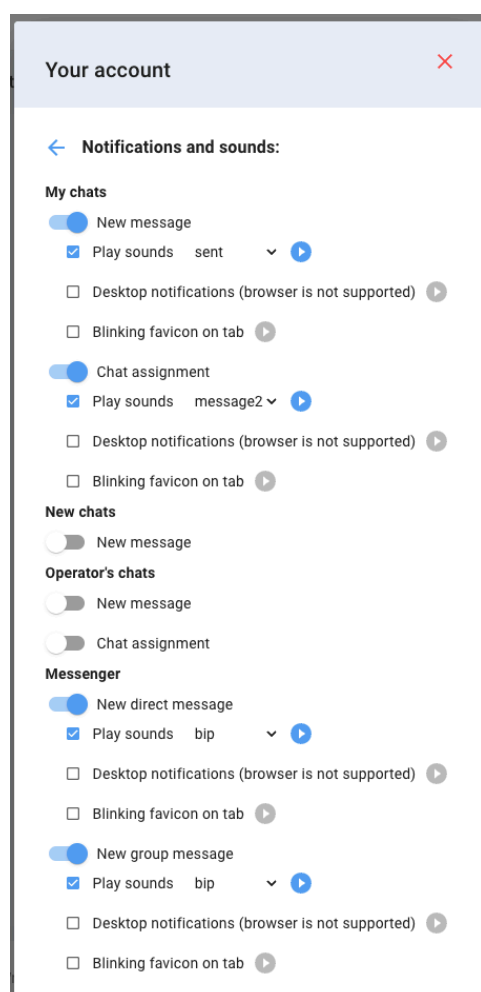 Your account
Notifications and sounds:
My chats
New message
Play sounds sent
Desktop notifications (browser is not supported)
Blinking favicon on tab
Chat assignment
Play sounds message2
Desktop notifications (browser is not supported)
Blinking favicon on tab
New chats
New message
Operator's chats
New message
Chat assignment
Messenger
New direct message
Play sounds bip
Desktop notifications (browser is not supported)
Blinking favicon on tab
New group message
Play sounds bip
Desktop notifications (browser is not supported)
Blinking favicon on tab